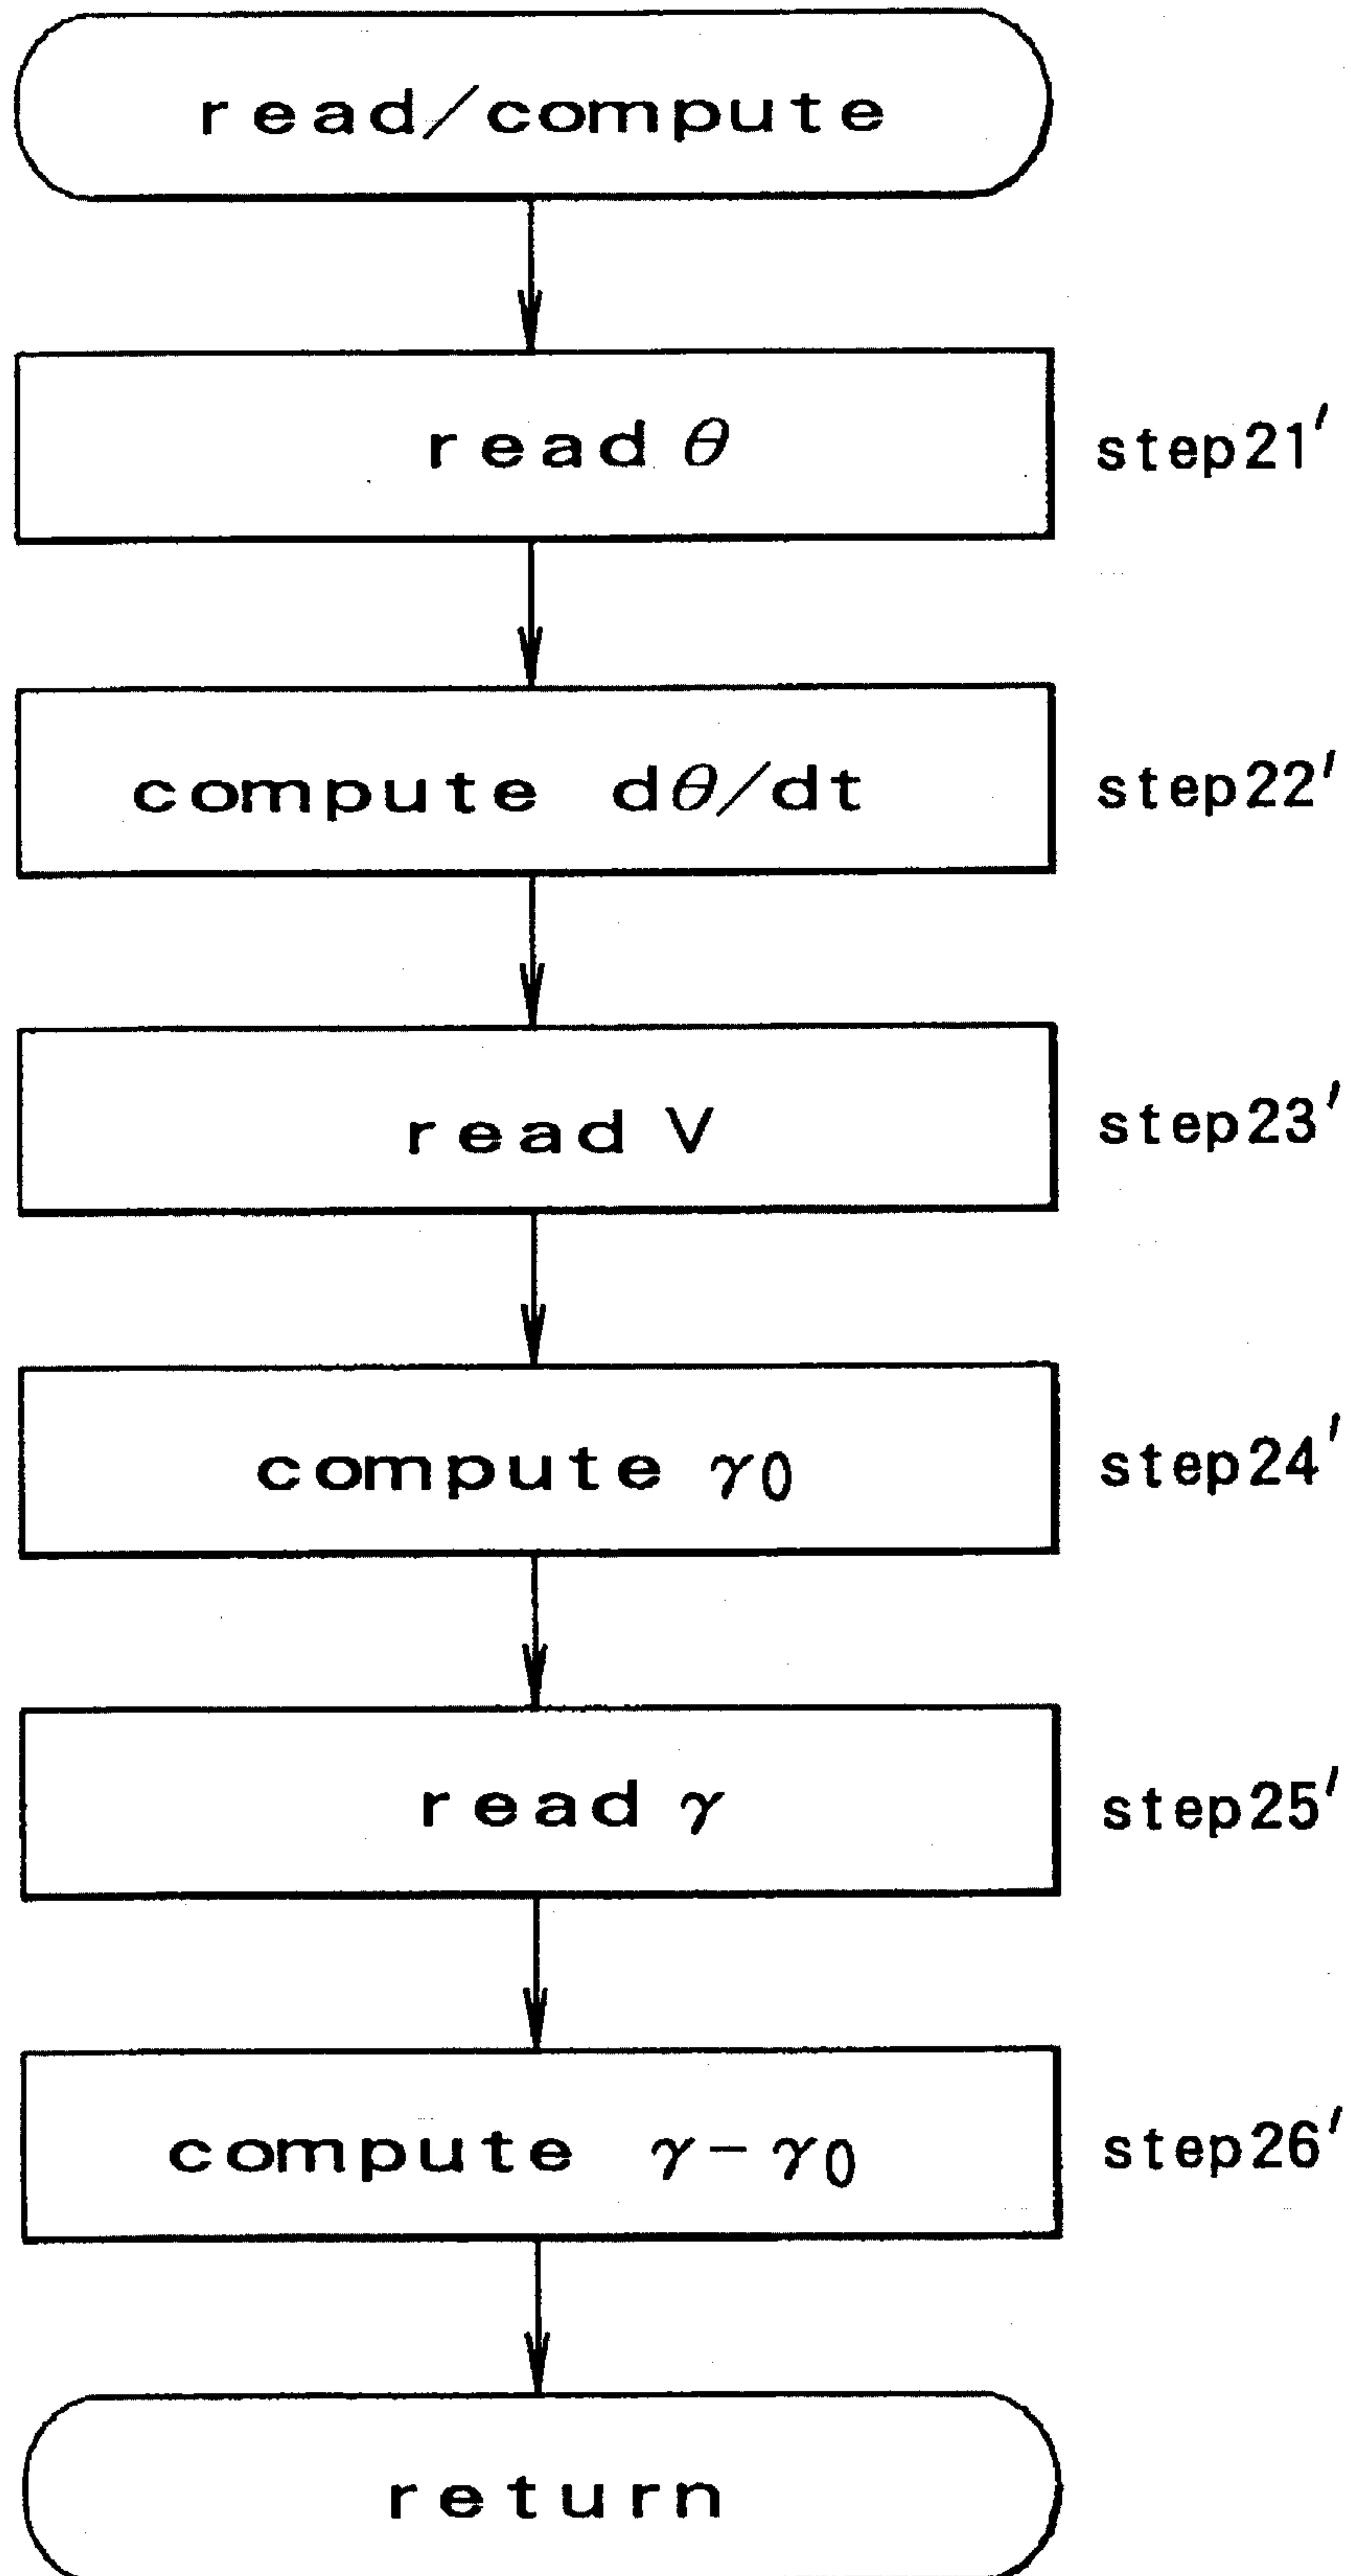 read/compute
read θ
step21′
compute dθ/dt
step22′
read V
step23′
compute γ0
step24′
read γ
step25′
compute γ-γ0
step26′
return